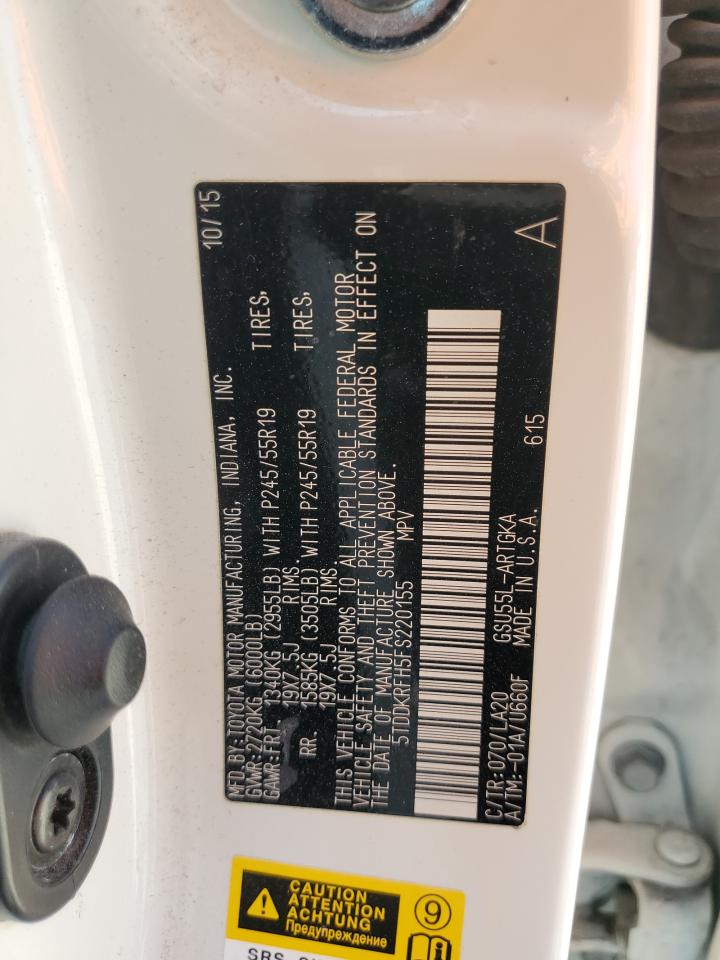 MFD.BY:TOYOTA MOTOR MANUFACTURING, INDIANA, INC. 10/15
GVWR:2720KG(6000LB)
GAWR:FRT 1340KG (2955LB) WITH P245/55R19 TIRES,
19X7.5J RIMS.
RR. 1585KG (3505LB) WITH P245/55R19 TIRES,
19X7.5J RIMS.
THIS VEHICLE CONFORMS TO ALL APPLICABLE FEDERAL MOTOR
VEHICLE SAFETY AND THEFT PREVENTION STANDARDS IN EFFECT ON
THE DATE OF MANUFACTURE SHOWN ABOVE.
5TDDKRFH5FS220155 MPV
C/TR:070/LA20 GSU55L-ARTGKA
A/TM:-01A/U660F MADE IN U.S.A. 615 A
CAUTION
ATTENTION
ACHTUNG
Предупреждение
9
SRS